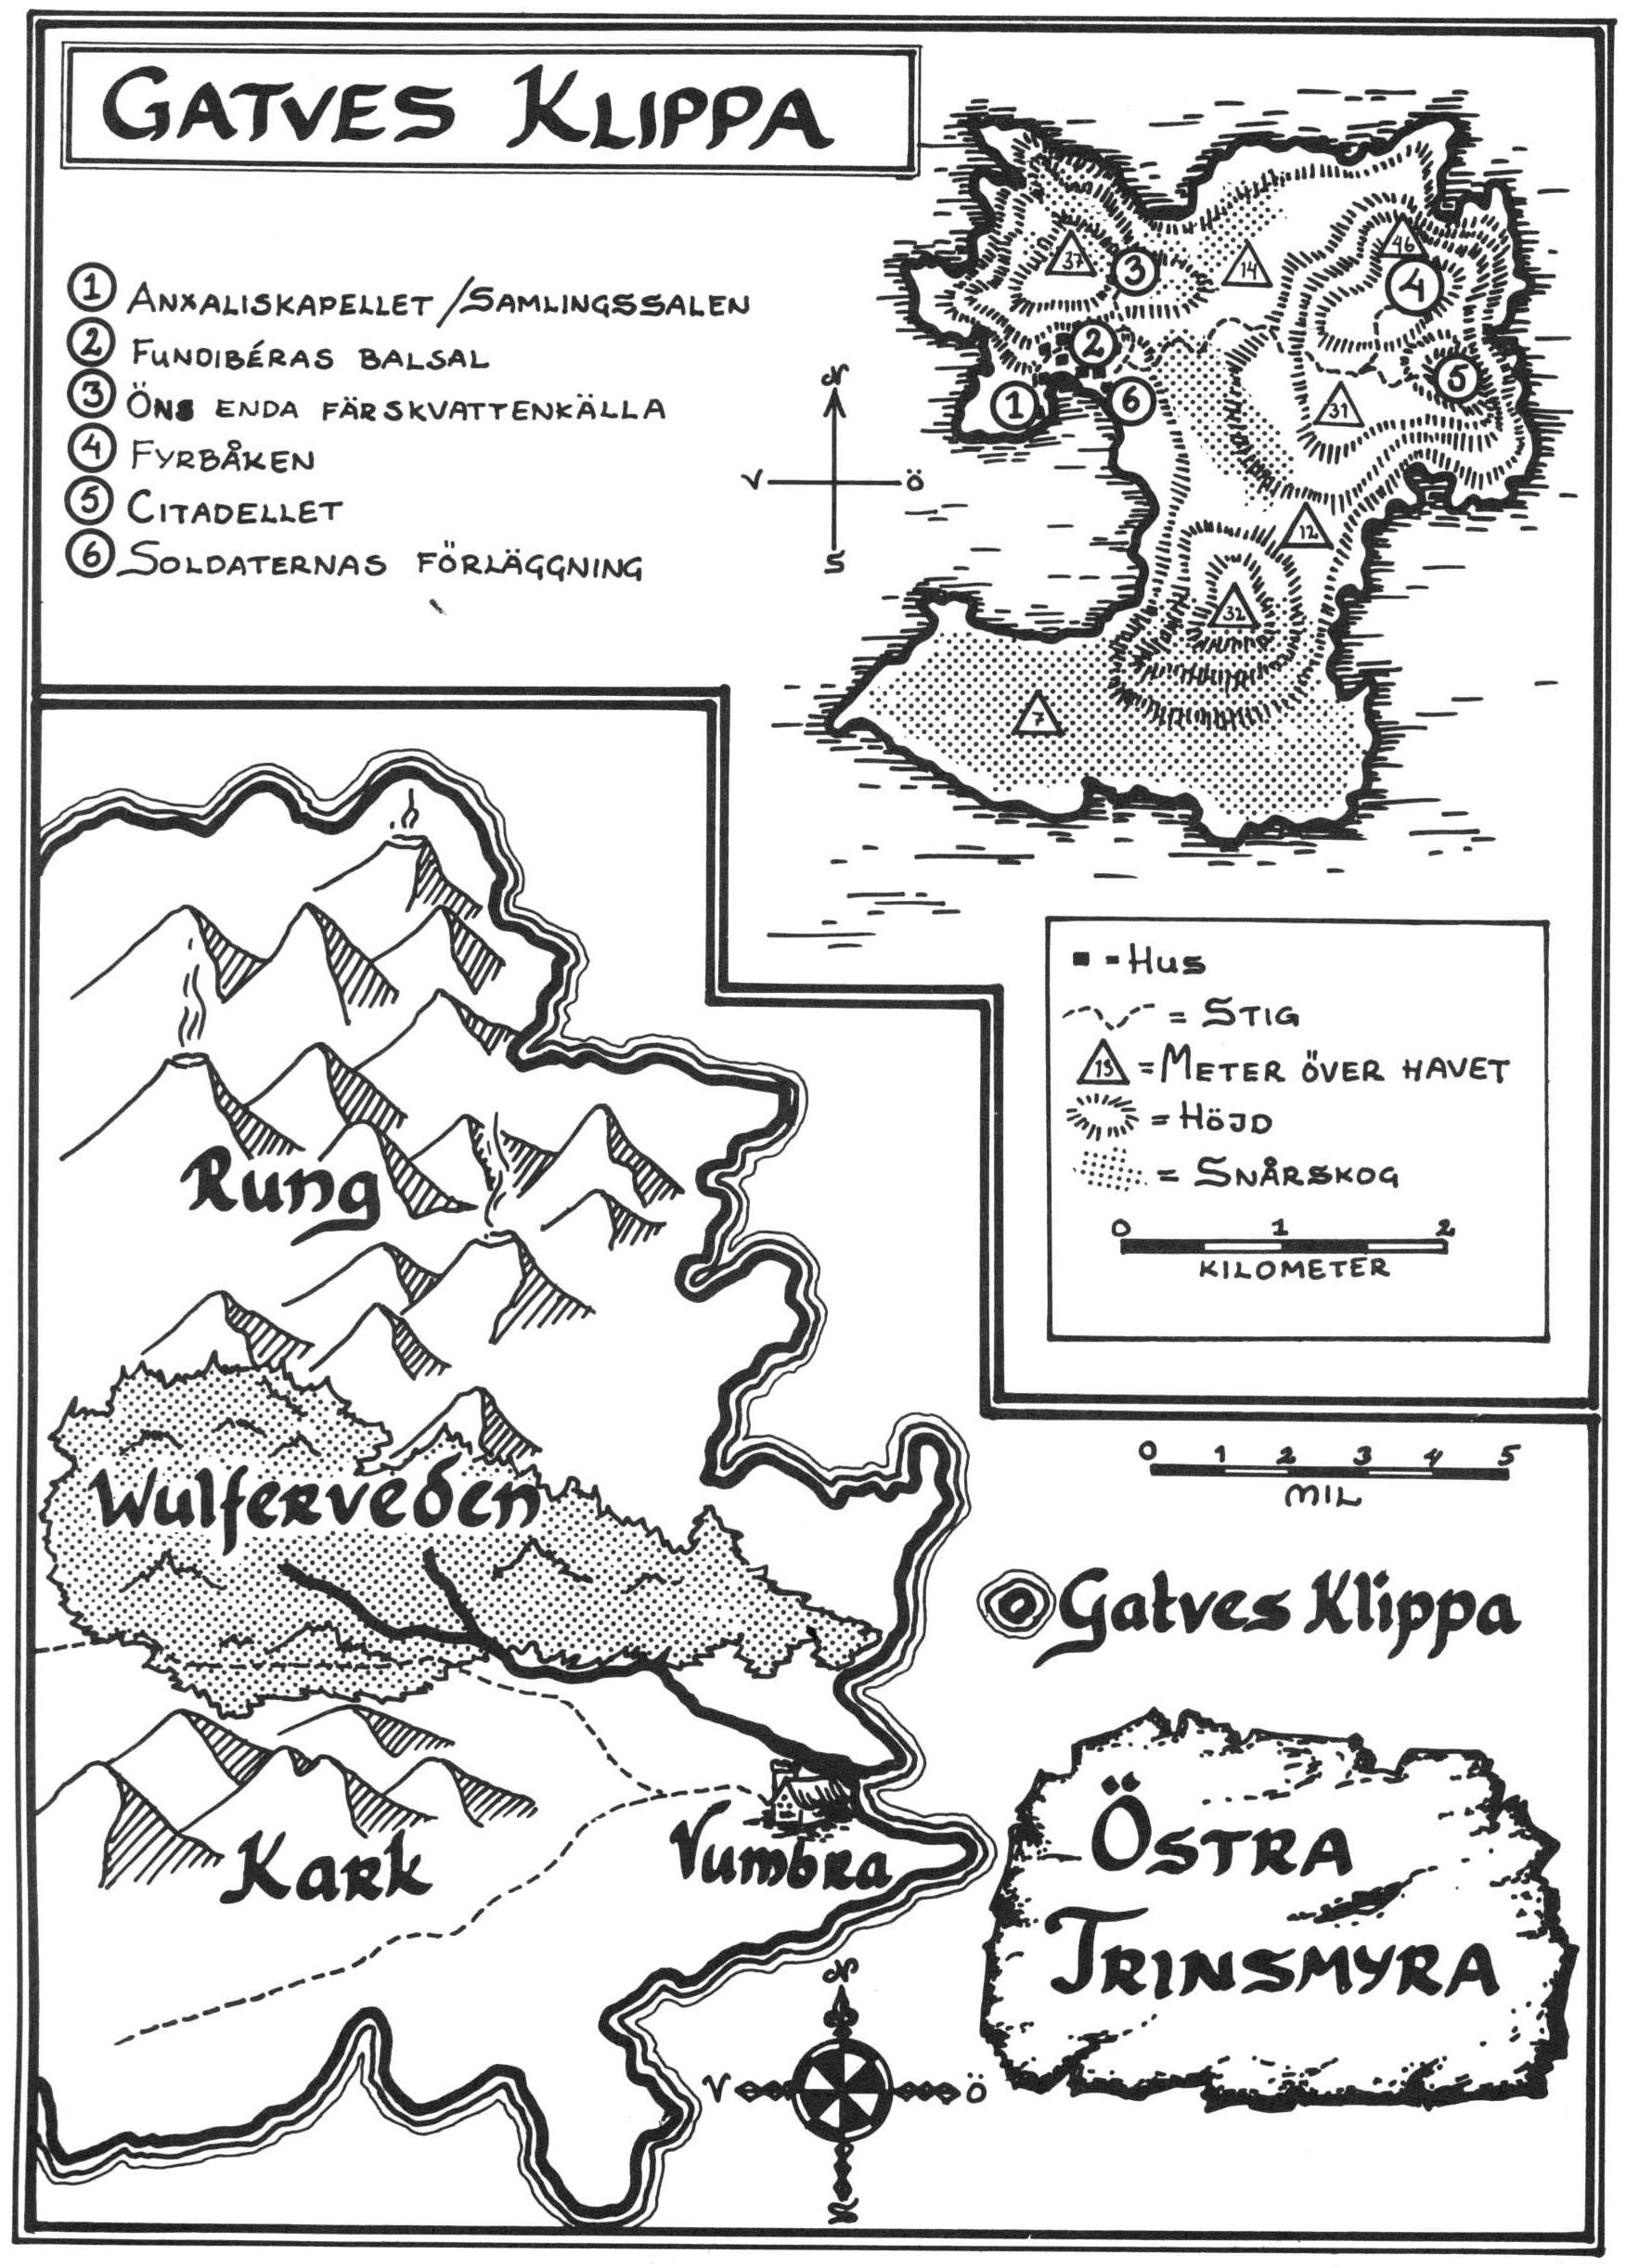 GATVES KLIPPA
1 ANXALISKAPELLET/SAMLINGSSALEN
2 FUNDIBÉRAS BALSAL
3 ÖNS ENDA FÄRSKVATTENKÄLLA
4 FYRBÅKEN
5 CITADELLET
6 SOLDATERNAS FÖRLÄGGNING
N
V Ö
S
37
3
14
46
4
2
1
6
5
31
12
32
7
= HUS
= STIG
13 = METER ÖVER HAVET
= HÖJD
= SNÅRSKOG
0 1 2
KILOMETER
Rung
Wulferveden
Kark
Vumbra
0 1 2 3 4 5
MIL
Gatves Klippa
ÖSTRA
TRINSMYRA
N
V Ö
S